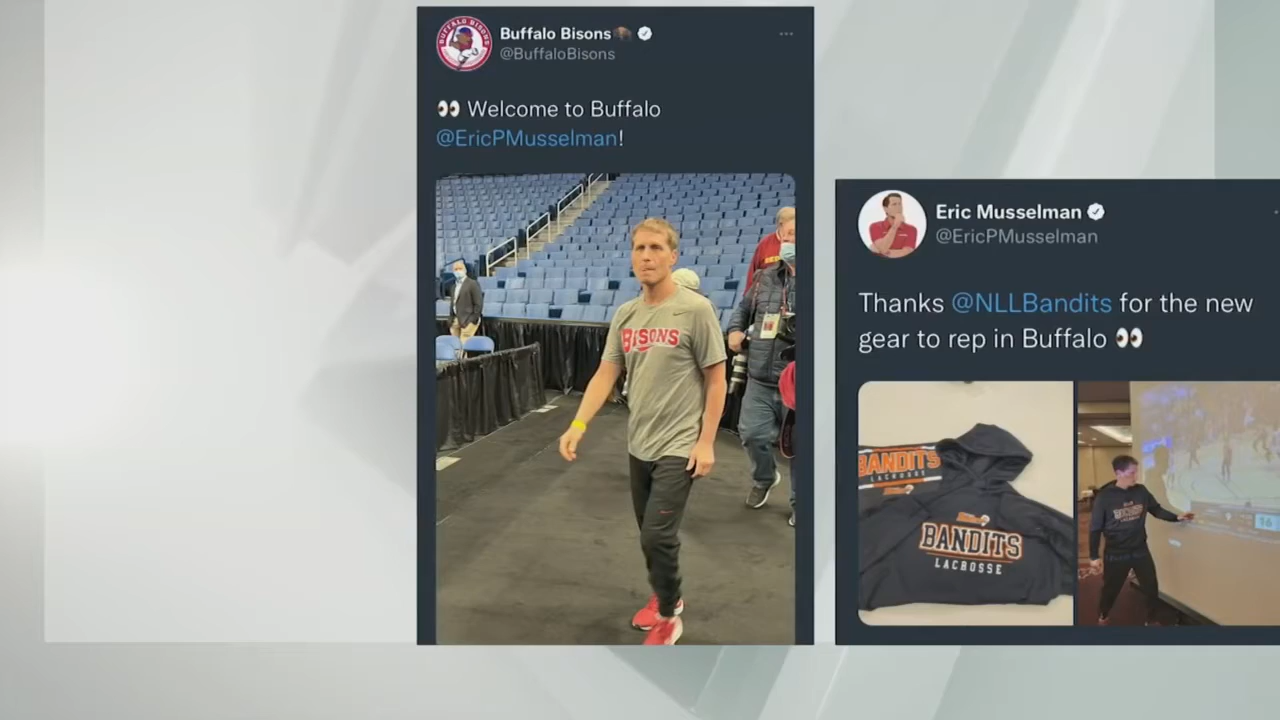 Buffalo Bisons
@BuffaloBisons
👀 Welcome to Buffalo
@EricPMusselman!
BISONS
Eric Musselman
@EricPMusselman
Thanks @NLLBandits for the new
gear to rep in Buffalo 👀
BANDITS
LACROSSE
BANDITS
LACROSSE
16